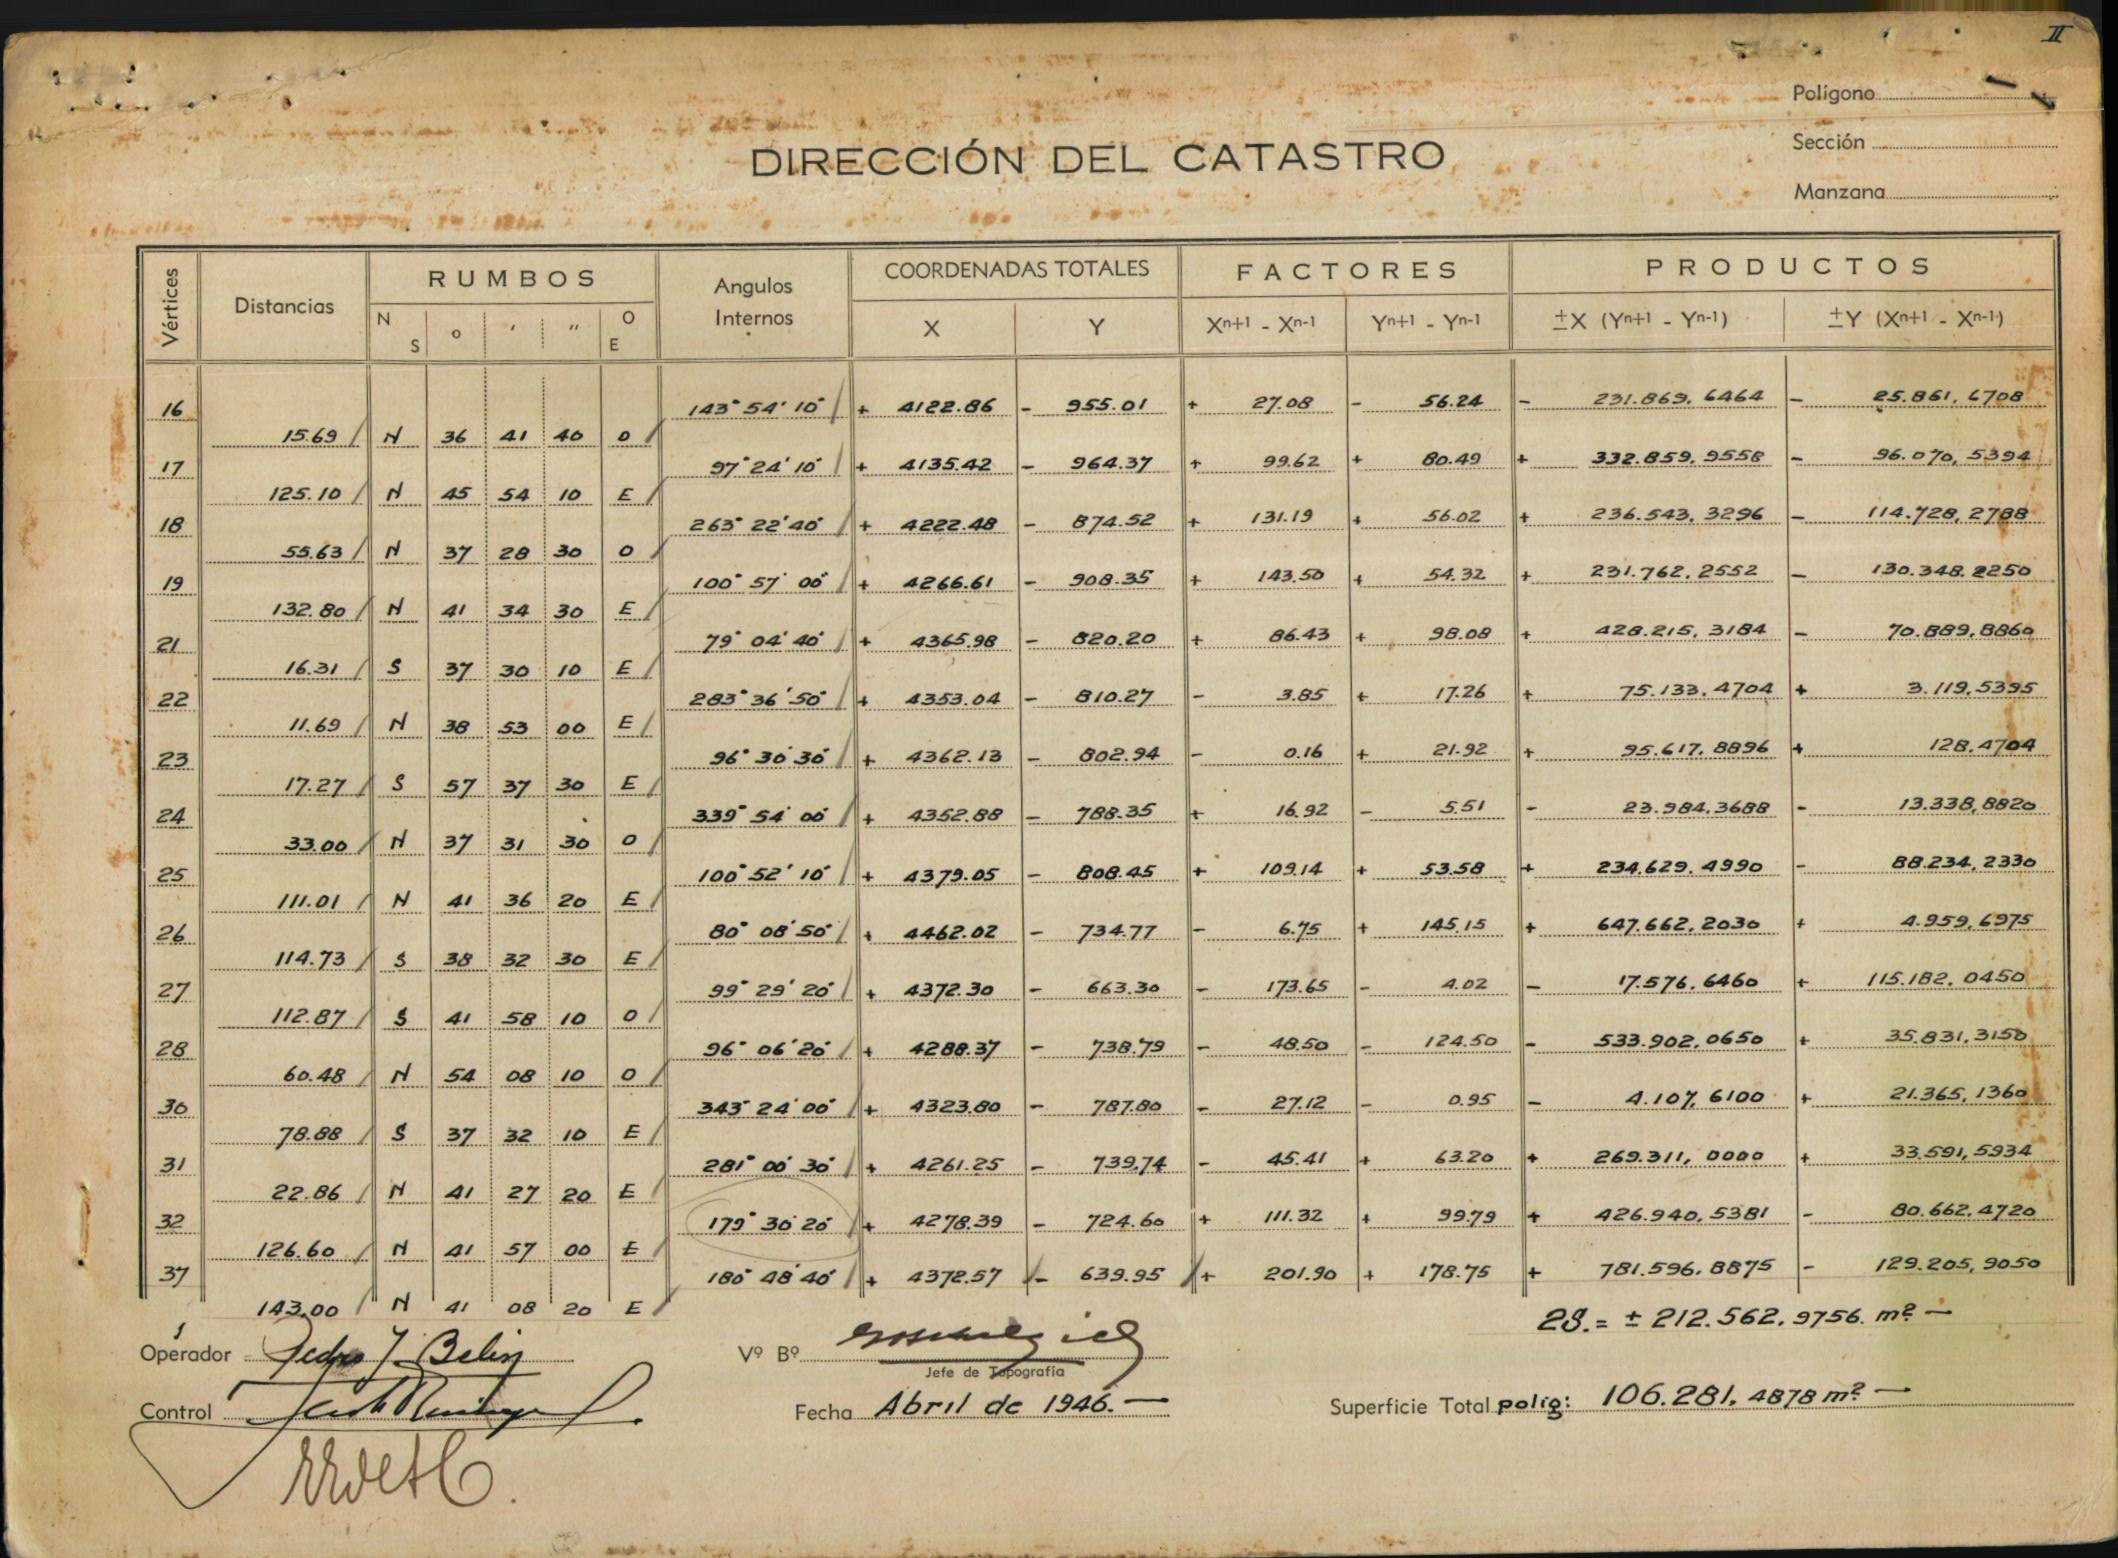 II
Polígono
Sección
Manzana
DIRECCIÓN DEL CATASTRO
Vértices Distancias RUMBOS Angulos Internos COORDENADAS TOTALES FACTORES PRODUCTOS
N S o ' '' O E X Y Xn+1 - Xn-1 Yn+1 - Yn-1 ±X (Yn+1 - Yn-1) ±Y (Xn+1 - Xn-1)
16 143° 54' 10" + 4122.86 - 955.01 + 27.08 - 56.24 - 231.869,6464 - 25.861,6708
15.69 N 36 41 40 O
17 97° 24' 10" + 4135.42 - 964.37 + 99.62 + 80.49 + 332.859,9558 - 96.070,5394
125.10 N 45 54 10 E
18 263° 22' 40" + 4222.48 - 874.52 + 131.19 + 56.02 + 236.543,3296 - 114.728,2788
55.63 N 37 28 30 O
19 100° 57' 00" + 4266.61 - 908.35 + 143.50 + 54.32 + 231.762,2552 - 130.348,2250
132.80 N 41 34 30 E
21 79° 04' 40" + 4365.98 - 820.20 + 86.43 + 98.08 + 428.215,3184 - 70.889,8860
16.31 S 37 30 10 E
22 283° 36' 50" + 4353.04 - 810.27 - 3.85 + 17.26 + 75.133,4704 + 3.119,5395
11.69 N 38 53 00 E
23 96° 30' 30" + 4362.13 - 802.94 - 0.16 + 21.92 + 95.617,8896 + 128,4704
17.27 S 57 37 30 E
24 339° 54' 00" + 4352.88 - 788.35 + 16.92 - 5.51 - 23.984,3688 - 13.338,8820
33.00 N 37 31 30 O
25 100° 52' 10" + 4379.05 - 808.45 + 109.14 + 53.58 + 234.629,4990 - 88.234,2330
111.01 N 41 36 20 E
26 80° 08' 50" + 4462.02 - 734.77 - 6.75 + 145.15 + 647.662,2030 + 4.959,6975
114.73 S 38 32 30 E
27 99° 29' 20" + 4372.30 - 663.30 - 173.65 - 4.02 - 17.576,6460 + 115.182,0450
112.87 S 41 58 10 O
28 96° 06' 20" + 4288.37 - 738.79 - 48.50 - 124.50 - 533.902,0650 + 35.831,3150
60.48 N 54 08 10 O
30 343° 24' 00" + 4323.80 - 787.80 - 27.12 - 0.95 - 4.107,6100 + 21.365,1360
78.88 S 37 32 10 E
31 281° 00' 30" + 4261.25 - 739.74 - 45.41 + 63.20 + 269.311,0000 + 33.591,5934
22.86 N 41 27 20 E
32 179° 30' 20" + 4278.39 - 724.60 + 111.32 + 99.79 + 426.940,5381 - 80.662,4720
126.60 N 41 57 00 E
37 180° 48' 40" + 4372.57 - 639.95 + 201.90 + 178.75 + 781.596,8875 - 129.205,9050
143.00 N 41 08 20 E
2S. = ± 212.562,9756. m2 —
Operador Pedro J. Belin
Vº Bº
Jefe de Topografía
Control
Fecha Abril de 1946. —
Superficie Total polig: 106.281,4878 m2 —